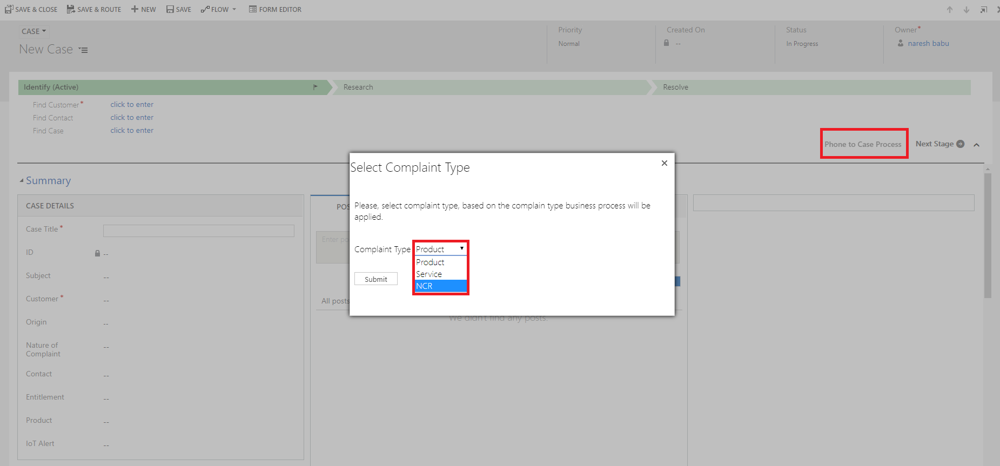 SAVE & CLOSE SAVE & ROUTE NEW SAVE FLOW FORM EDITOR
CASE
New Case
Priority
Normal
Created On
--
Status
In Progress
Owner*
naresh babu
Identify (Active) Research Resolve
Find Customer* click to enter
Find Contact click to enter
Find Case click to enter
Phone to Case Process Next Stage
Summary
CASE DETAILS
Case Title*
ID --
Subject --
Customer* --
Origin --
Nature of
Complaint --
Contact --
Entitlement --
Product --
IoT Alert --
POS
Enter po
All posts
We didn't find any posts.
Select Complaint Type
Please, select complaint type, based on the complain type business process will be
applied.
Complaint Type Product
Product
Service
NCR
Submit